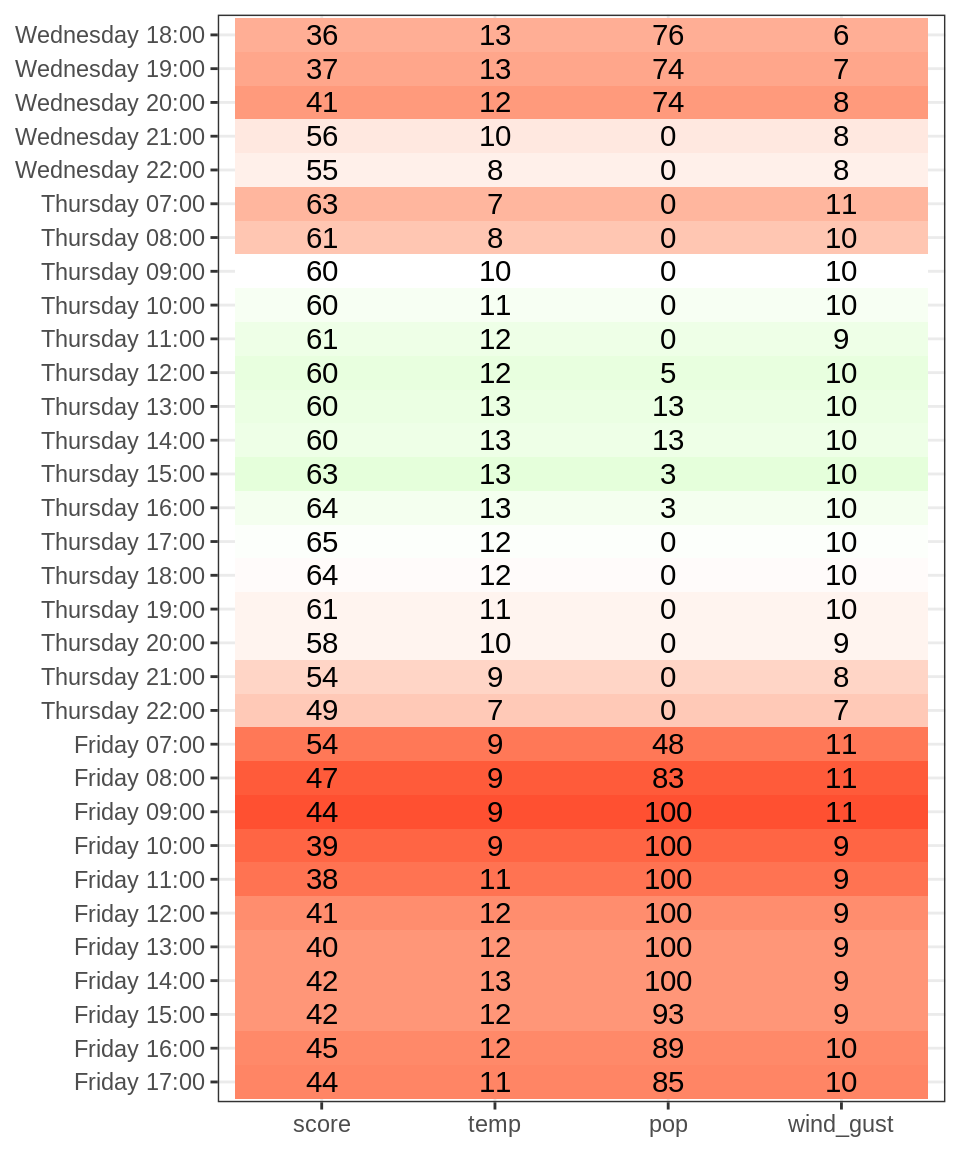 Wednesday 18:00 36 13 76 6
Wednesday 19:00 37 13 74 7
Wednesday 20:00 41 12 74 8
Wednesday 21:00 56 10 0 8
Wednesday 22:00 55 8 0 8
Thursday 07:00 63 7 0 11
Thursday 08:00 61 8 0 10
Thursday 09:00 60 10 0 10
Thursday 10:00 60 11 0 10
Thursday 11:00 61 12 0 9
Thursday 12:00 60 12 5 10
Thursday 13:00 60 13 13 10
Thursday 14:00 60 13 13 10
Thursday 15:00 63 13 3 10
Thursday 16:00 64 13 3 10
Thursday 17:00 65 12 0 10
Thursday 18:00 64 12 0 10
Thursday 19:00 61 11 0 10
Thursday 20:00 58 10 0 9
Thursday 21:00 54 9 0 8
Thursday 22:00 49 7 0 7
Friday 07:00 54 9 48 11
Friday 08:00 47 9 83 11
Friday 09:00 44 9 100 11
Friday 10:00 39 9 100 9
Friday 11:00 38 11 100 9
Friday 12:00 41 12 100 9
Friday 13:00 40 12 100 9
Friday 14:00 42 13 100 9
Friday 15:00 42 12 93 9
Friday 16:00 45 12 89 10
Friday 17:00 44 11 85 10
score temp pop wind_gust